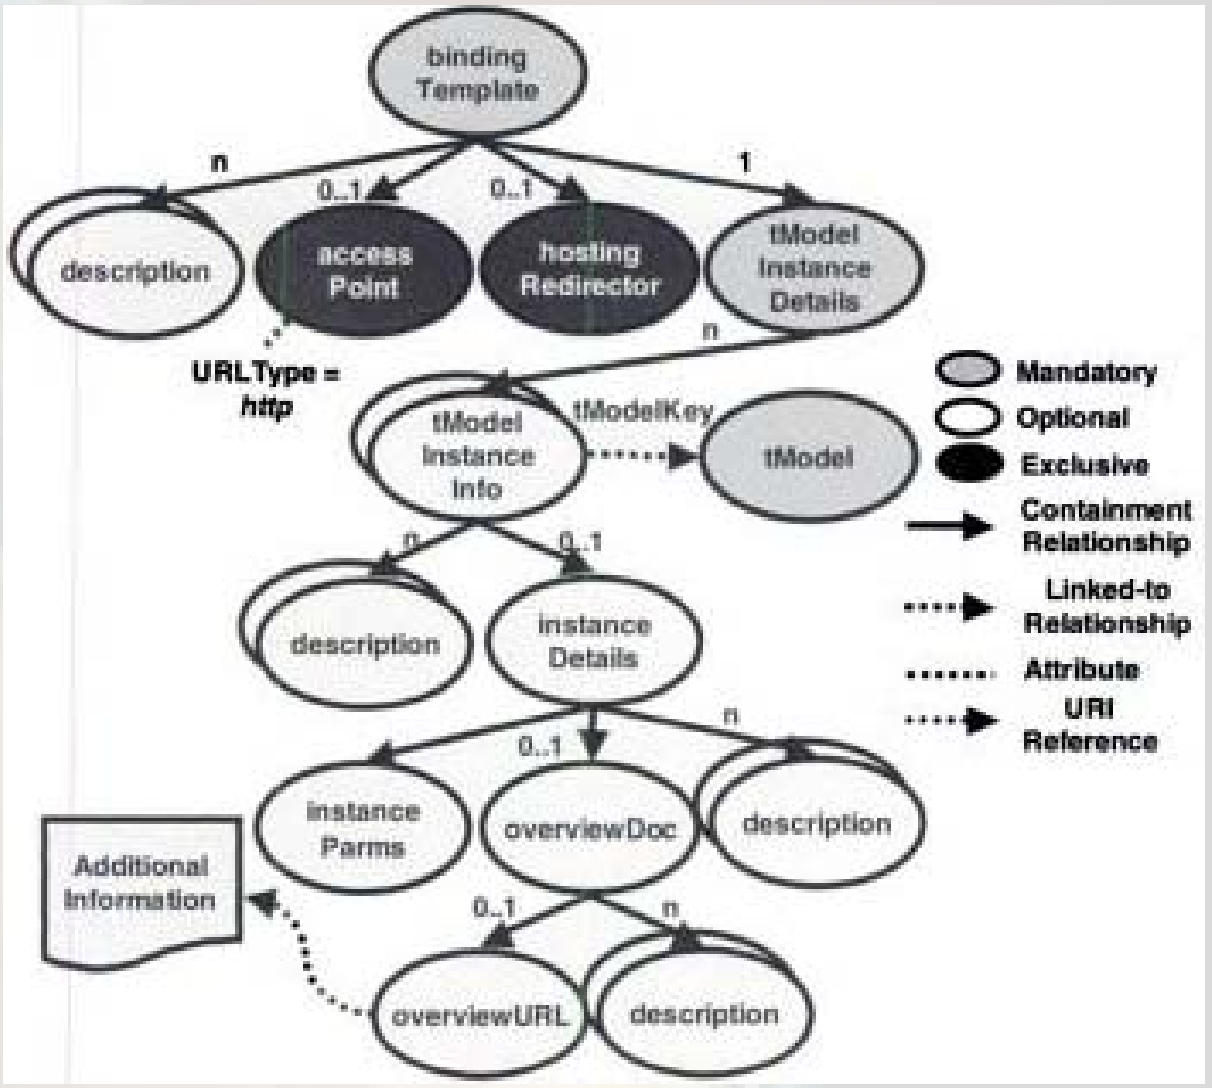 binding
Template
n
0..1
0..1
1
description
access
Point
hosting
Redirector
tModel
Instance
Details
URLType =
http
n
tModel
Instance
Info
tModelKey
tModel
Mandatory
Optional
Exclusive
Containment
Relationship
Linked-to
Relationship
Attribute
URI
Reference
n
0..1
description
instance
Details
0..1
n
instance
Parms
overviewDoc
description
Additional
Information
0..1
n
overviewURL
description